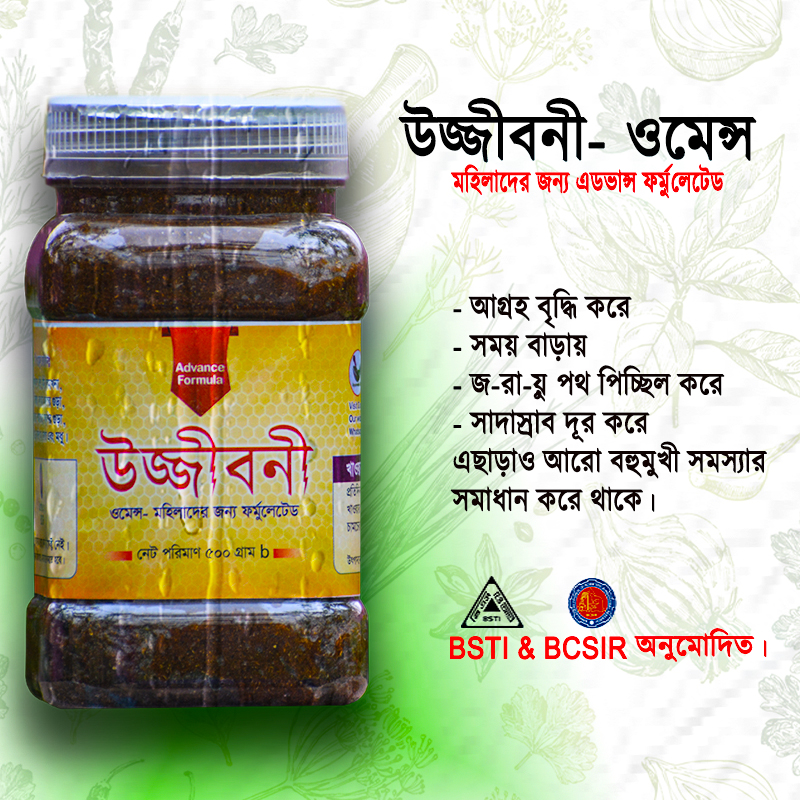 উজ্জীবনী- ওমেন্স
মহিলাদের জন্য এডভান্স ফর্মুলেটেড
- আগ্রহ বৃদ্ধি করে
- সময় বাড়ায়
- জ-রা-য়ু পথ পিচ্ছিল করে
- সাদাস্রাব দূর করে
এছাড়াও আরো বহুমুখী সমস্যার
সমাধান করে থাকে।
BSTI
BSTI & BCSIR অনুমোদিত।
Advance
Formula
উজ্জীবনী
ওমেন্স- মহিলাদের জন্য ফর্মুলেটেড
নেট পরিমাণ ৫০০ গ্রাম b